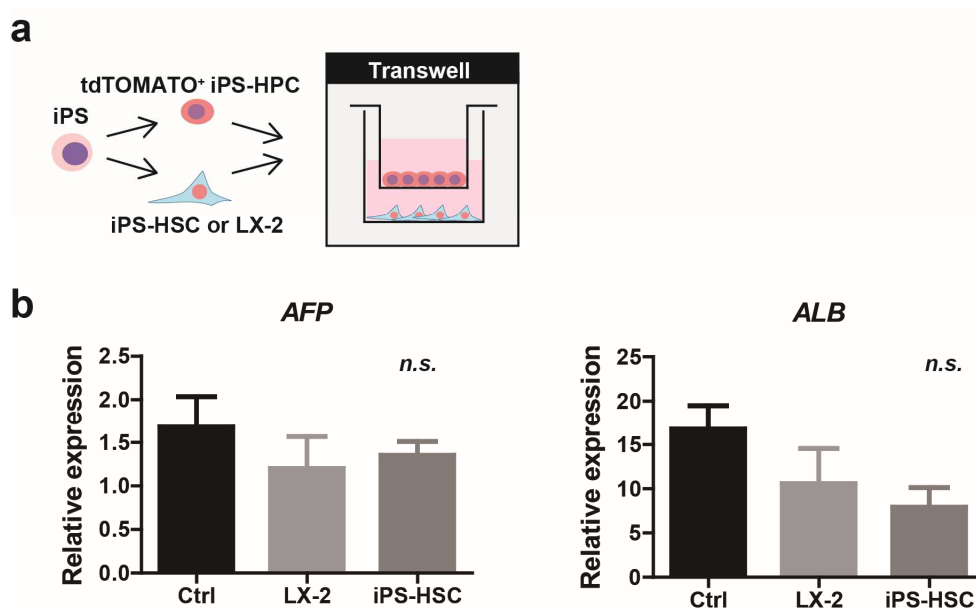 a
Transwell
tdTOMATO⁺ iPS-HPC
iPS
iPS-HSC or LX-2
b
AFP
Relative expression
2.5
2.0
1.5
1.0
0.5
0.0
n.s.
Ctrl
LX-2
iPS-HSC
ALB
Relative expression
25
20
15
10
5
0
n.s.
Ctrl
LX-2
iPS-HSC